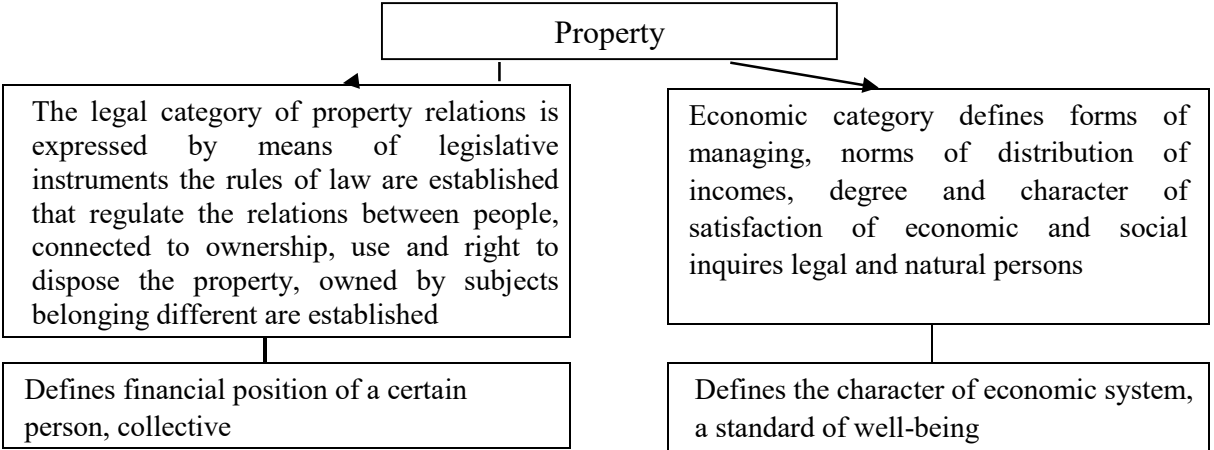 Property
The legal category of property relations is
expressed by means of legislative
instruments the rules of law are established
that regulate the relations between people,
connected to ownership, use and right to
dispose the property, owned by subjects
belonging different are established
Economic category defines forms of
managing, norms of distribution of
incomes, degree and character of
satisfaction of economic and social
inquires legal and natural persons
Defines financial position of a certain
person, collective
Defines the character of economic system,
a standard of well-being